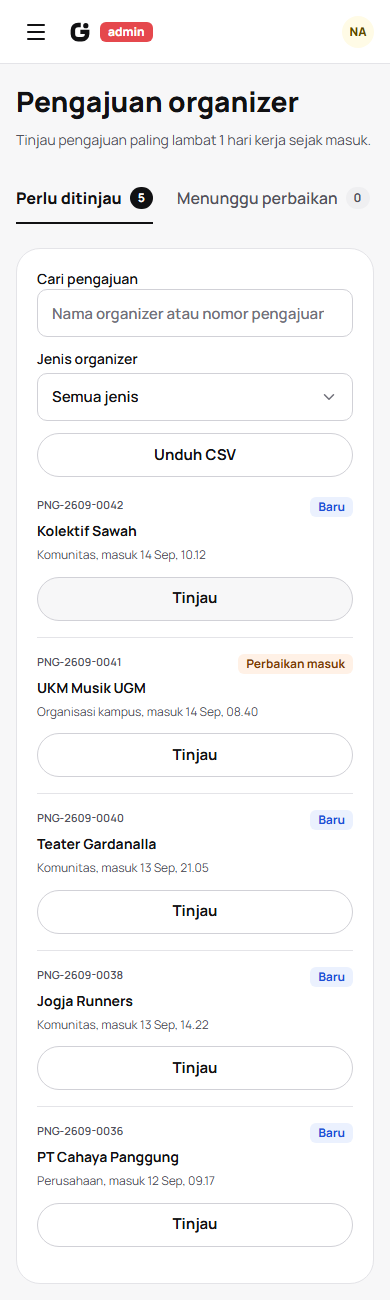 G admin NA
Pengajuan organizer
Tinjau pengajuan paling lambat 1 hari kerja sejak masuk.
Perlu ditinjau 5 Menunggu perbaikan 0
Cari pengajuan
Nama organizer atau nomor pengajuar
Jenis organizer
Semua jenis
Unduh CSV
PNG-2609-0042 Baru
Kolektif Sawah
Komunitas, masuk 14 Sep, 10.12
Tinjau
PNG-2609-0041 Perbaikan masuk
UKM Musik UGM
Organisasi kampus, masuk 14 Sep, 08.40
Tinjau
PNG-2609-0040 Baru
Teater Gardanalla
Komunitas, masuk 13 Sep, 21.05
Tinjau
PNG-2609-0038 Baru
Jogja Runners
Komunitas, masuk 13 Sep, 14.22
Tinjau
PNG-2609-0036 Baru
PT Cahaya Panggung
Perusahaan, masuk 12 Sep, 09.17
Tinjau